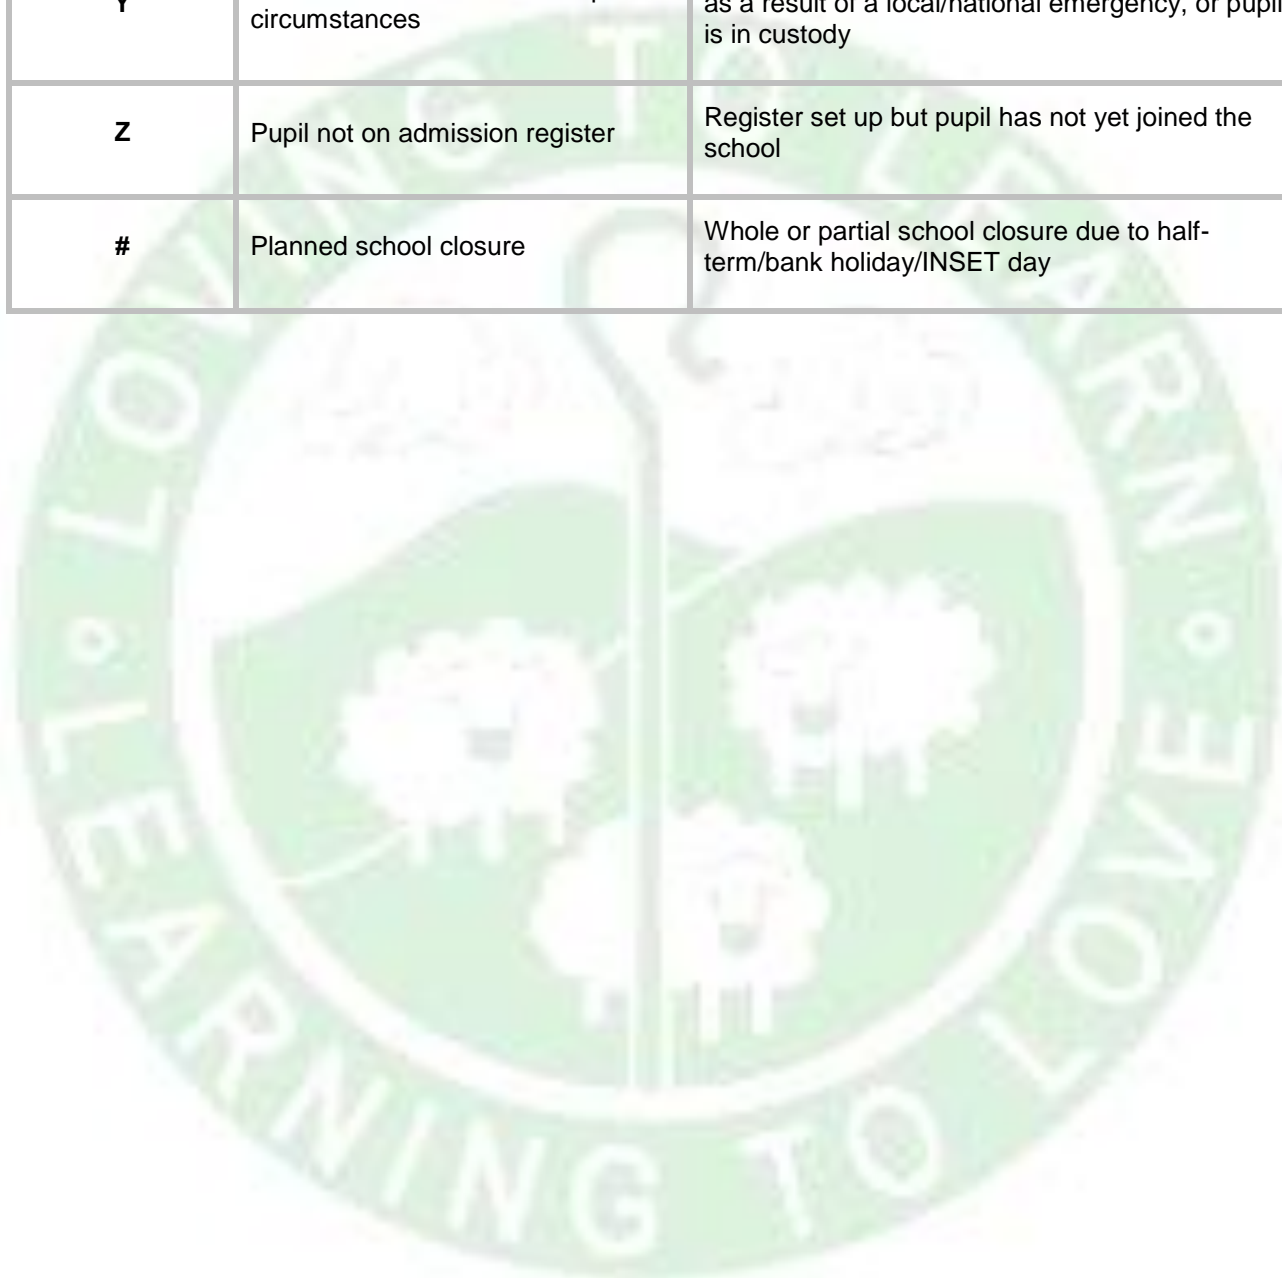 Y
circumstances
as a result of a local/national emergency, or pupil
is in custody
Z
Pupil not on admission register
Register set up but pupil has not yet joined the
school
#
Planned school closure
Whole or partial school closure due to half-
term/bank holiday/INSET day
LOVING TO LEARN
LEARNING TO LOVE